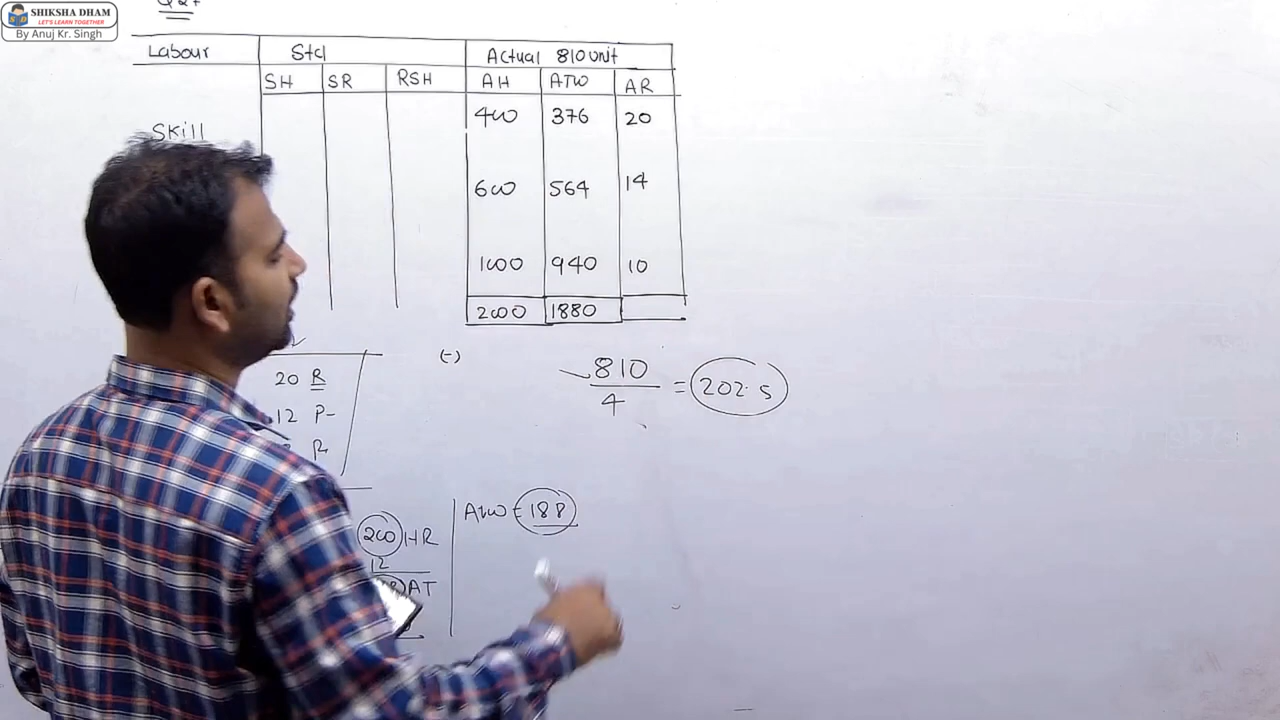 SHIKSHA DHAM
LET'S LEARN TOGETHER
By Anuj Kr. Singh
Labour Std Actual 810 unit
SH SR RSH AH ATW AR
Skill 400 376 20
600 564 14
1000 940 10
2000 1880
20 R
12 P-
(-)
810
4
= 202.5
200 HR
12
AT
ATW = 188